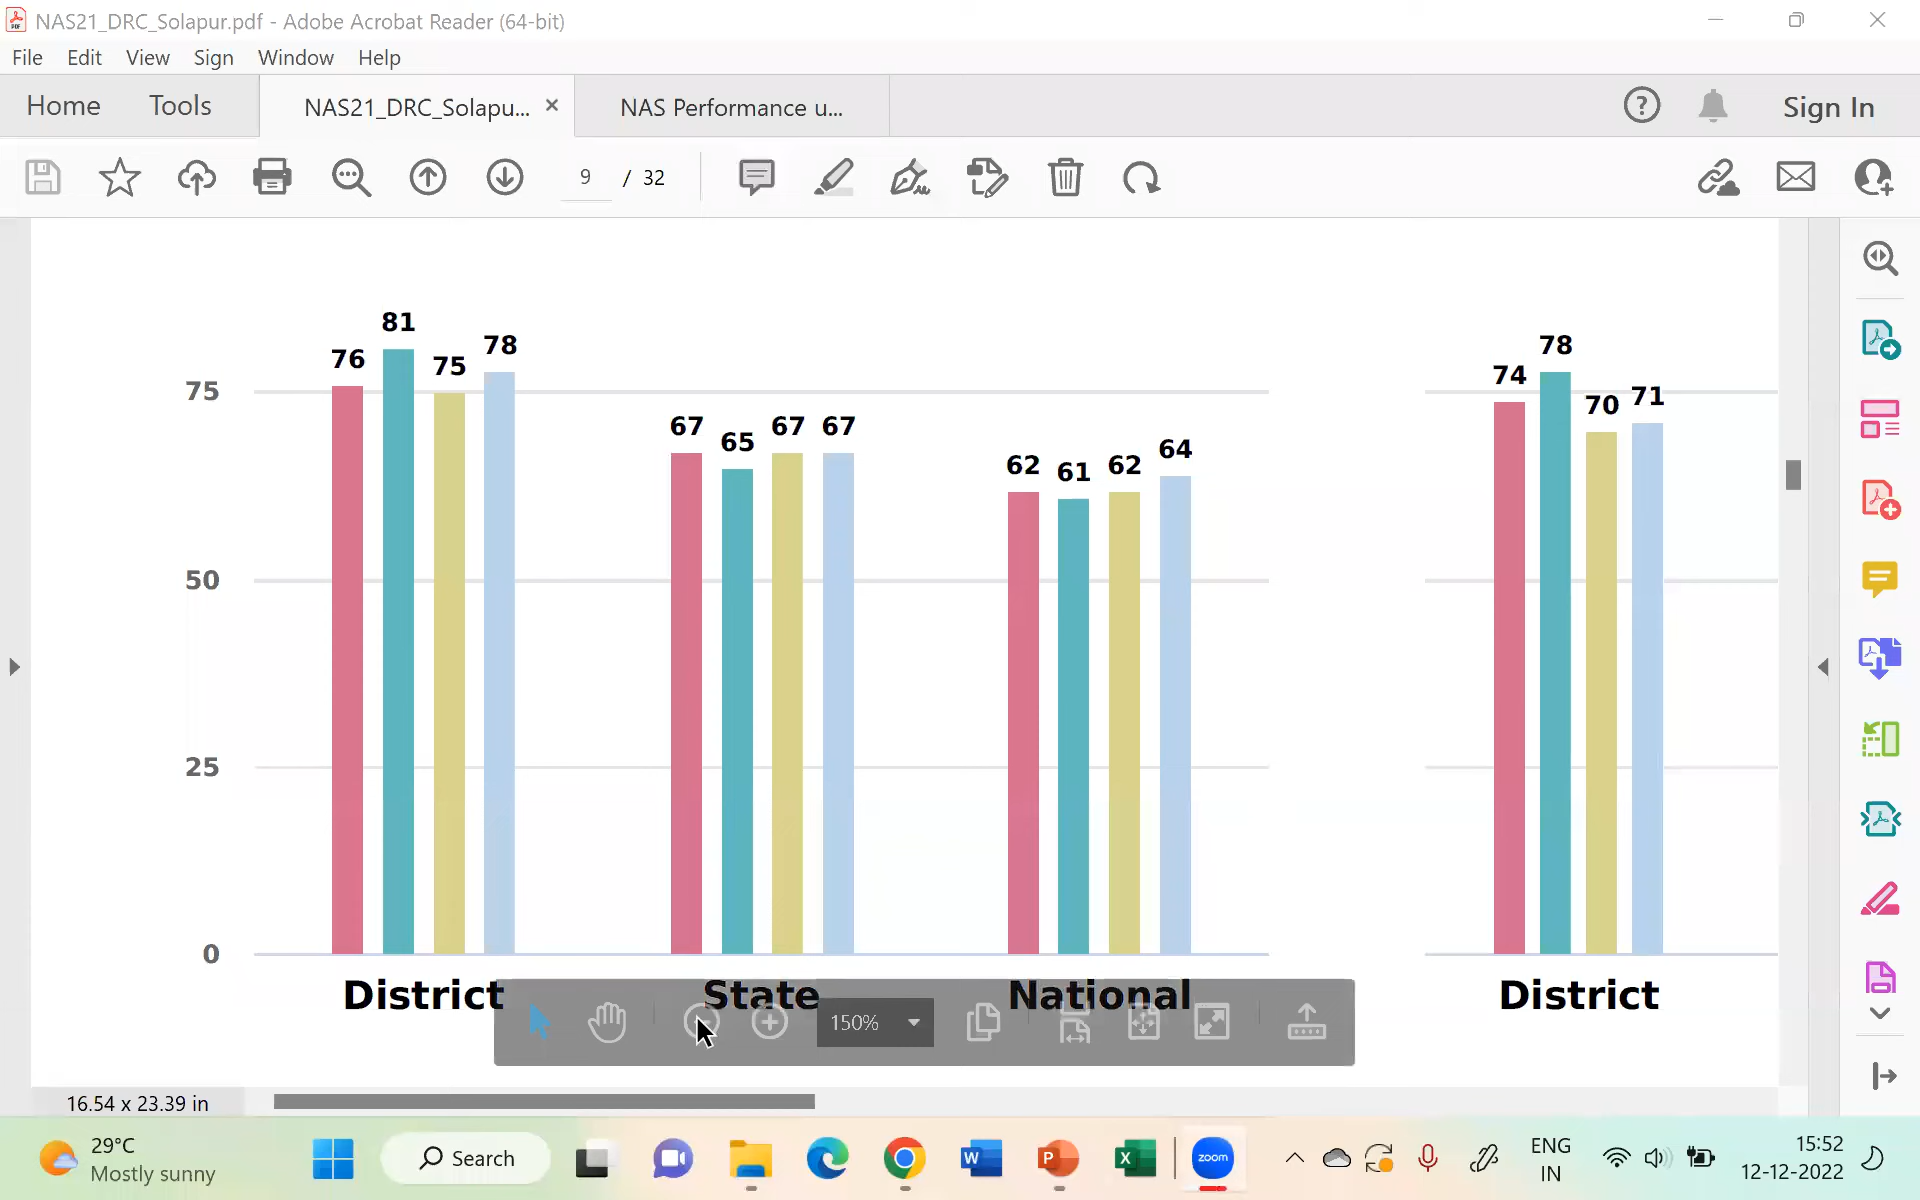 NAS21_DRC_Solapur.pdf - Adobe Acrobat Reader (64-bit)
File Edit View Sign Window Help
Home Tools NAS21_DRC_Solapu... × NAS Performance u... Sign In
9 / 32
81
76 75 78
78
74 70 71
75
67 65 67 67
62 61 62 64
50
25
0
District State National District
150%
16.54 x 23.39 in
29°C
Mostly sunny
Search
zoom
ENG
IN
15:52
12-12-2022